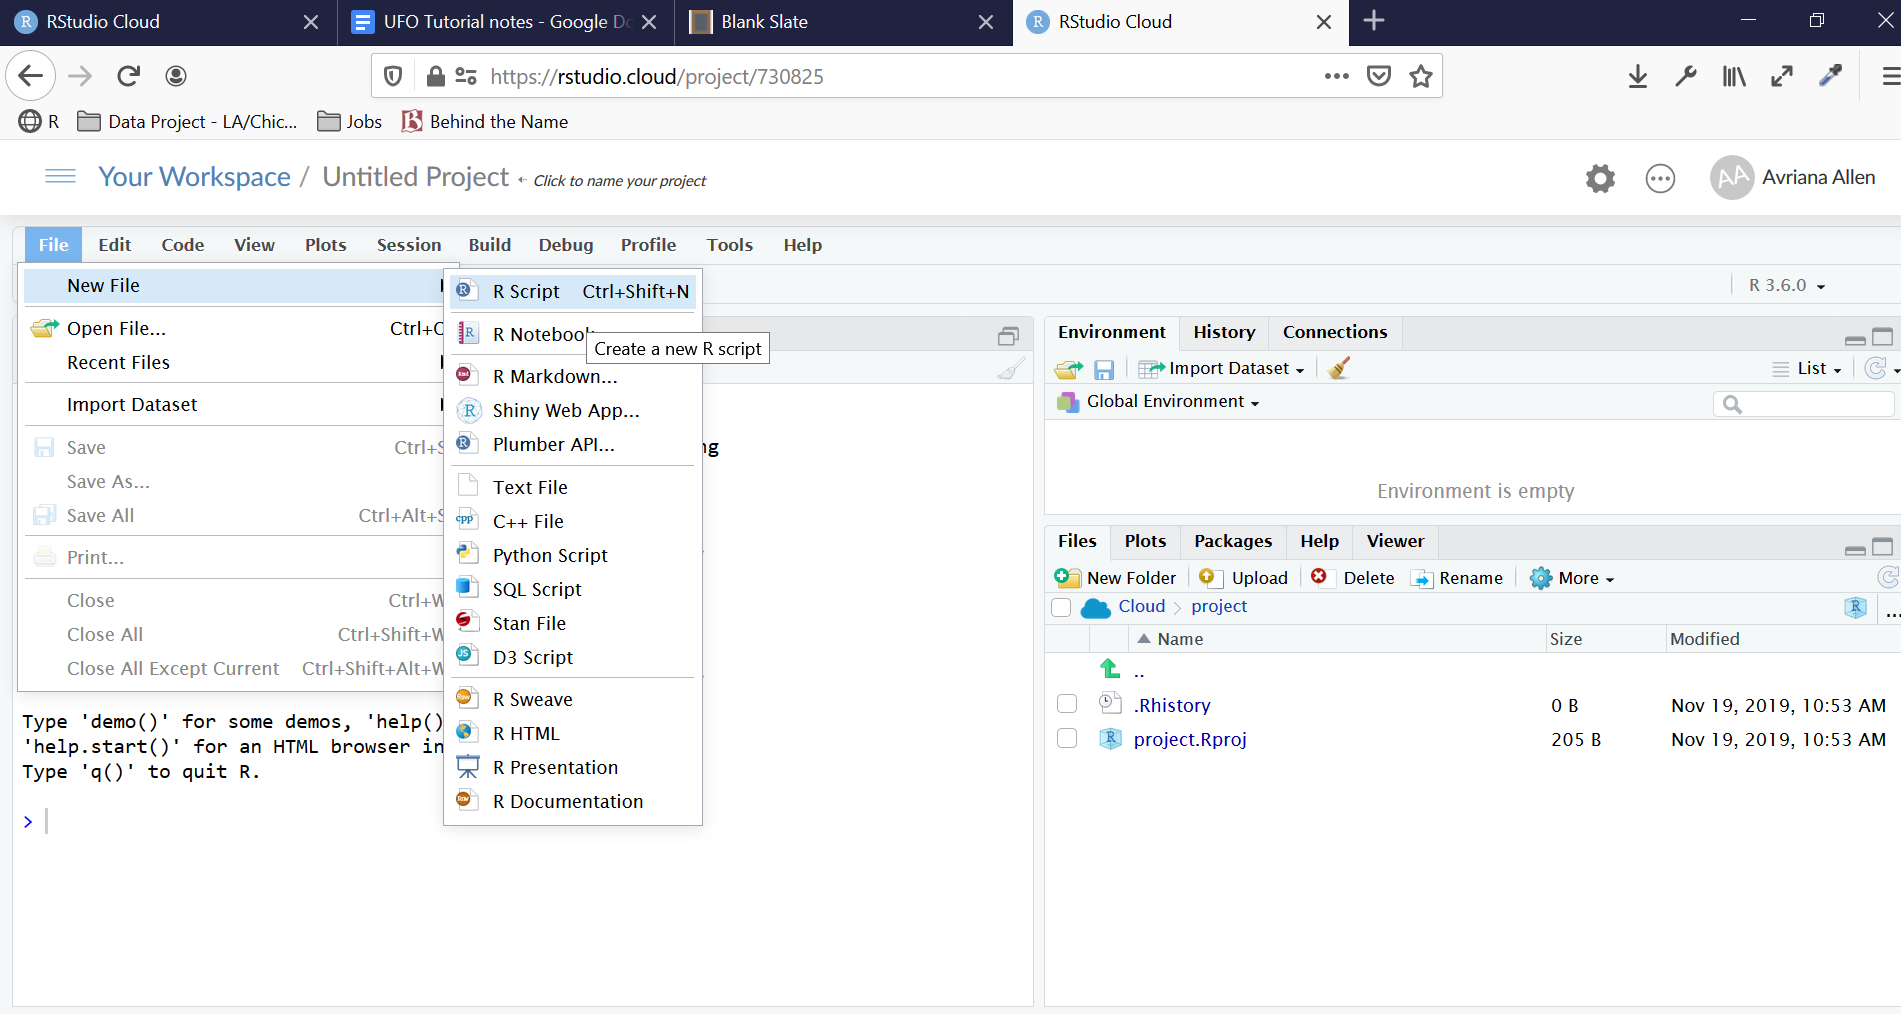 RStudio Cloud
UFO Tutorial notes - Google Do
Blank Slate
RStudio Cloud
https://rstudio.cloud/project/730825
R
Data Project - LA/Chic...
Jobs
Behind the Name
Your Workspace / Untitled Project
Click to name your project
AA Avriana Allen
File Edit Code View Plots Session Build Debug Profile Tools Help
R 3.6.0
New File
Open File... Ctrl+O
Recent Files
Import Dataset
Save Ctrl+S
Save As...
Save All Ctrl+Alt+S
Print...
Close Ctrl+W
Close All Ctrl+Shift+W
Close All Except Current Ctrl+Shift+Alt+W
R Script Ctrl+Shift+N
R Notebook
Create a new R script
R Markdown...
Shiny Web App...
Plumber API...
Text File
C++ File
Python Script
SQL Script
Stan File
D3 Script
R Sweave
R HTML
R Presentation
R Documentation
ng
Type 'demo()' for some demos, 'help()
'help.start()' for an HTML browser in
Type 'q()' to quit R.
>
Environment History Connections
Import Dataset
List
Global Environment
Environment is empty
Files Plots Packages Help Viewer
New Folder Upload Delete Rename More
Cloud project
...
Name Size Modified
..
.Rhistory 0 B Nov 19, 2019, 10:53 AM
project.Rproj 205 B Nov 19, 2019, 10:53 AM